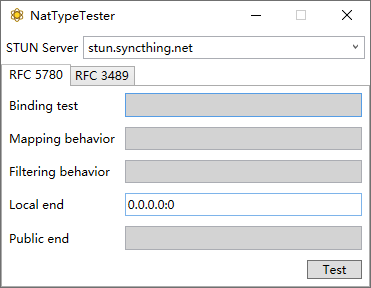 NatTypeTester
STUN Server stun.syncthing.net
RFC 5780 RFC 3489
Binding test
Mapping behavior
Filtering behavior
Local end 0.0.0.0:0
Public end
Test